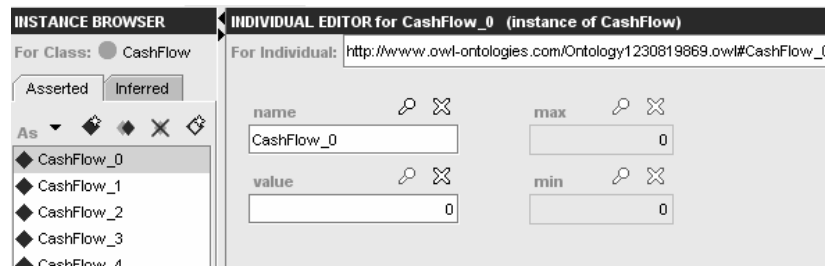 INSTANCE BROWSER
For Class: CashFlow
Asserted Inferred
As
CashFlow_0
CashFlow_1
CashFlow_2
CashFlow_3
CashFlow_4
INDIVIDUAL EDITOR for CashFlow_0 (instance of CashFlow)
For Individual: http://www.owl-ontologies.com/Ontology1230819869.owl#CashFlow_0
name
CashFlow_0
value
0
max
0
min
0